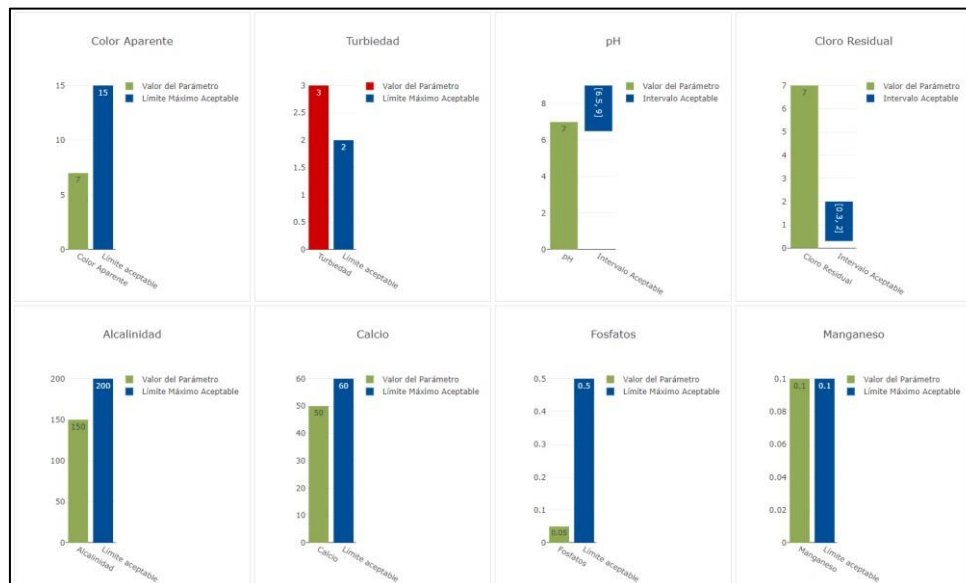 Color Aparente
15
10
5
0
7
15
Color Aparente
Límite aceptable
Valor del Parámetro
Límite Máximo Aceptable
Turbiedad
3
2.5
2
1.5
1
0.5
0
3
2
Turbiedad
Límite aceptable
Valor del Parámetro
Límite Máximo Aceptable
pH
8
6
4
2
0
7
[6.5, 9]
pH
Intervalo Aceptable
Valor del Parámetro
Intervalo Aceptable
Cloro Residual
7
6
5
4
3
2
1
0
7
[0.3, 2]
Cloro Residual
Intervalo Aceptable
Valor del Parámetro
Intervalo Aceptable
Alcalinidad
200
150
100
50
0
150
200
Alcalinidad
Límite aceptable
Valor del Parámetro
Límite Máximo Aceptable
Calcio
60
50
40
30
20
10
0
50
60
Calcio
Límite aceptable
Valor del Parámetro
Límite Máximo Aceptable
Fosfatos
0.5
0.4
0.3
0.2
0.1
0
0.05
0.5
Fosfatos
Límite aceptable
Valor del Parámetro
Límite Máximo Aceptable
Manganeso
0.1
0.08
0.06
0.04
0.02
0
0.1
0.1
Manganeso
Límite aceptable
Valor del Parámetro
Límite Máximo Aceptable